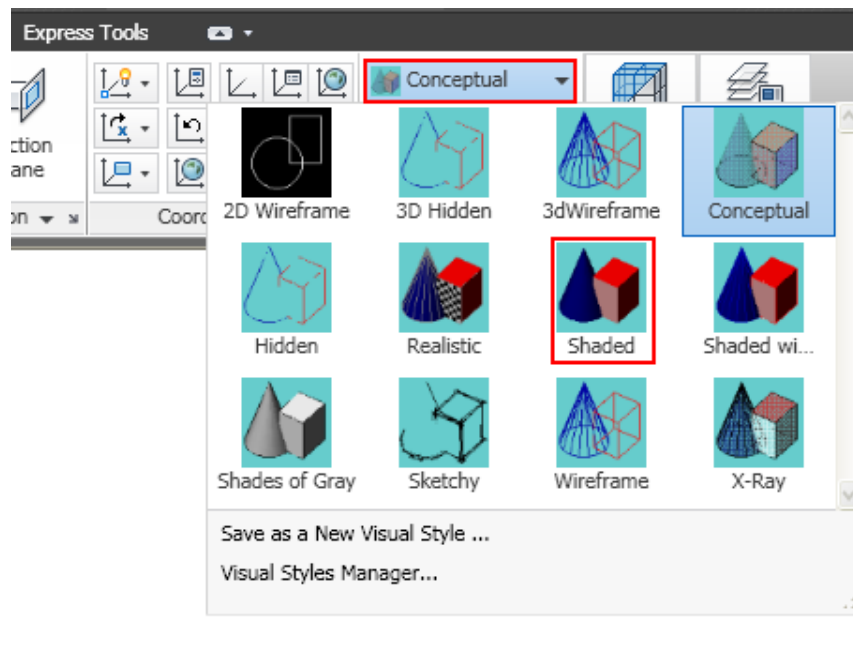 Express Tools
Conceptual
ction
ane
on
Coord
2D Wireframe
3D Hidden
3dWireframe
Conceptual
Hidden
Realistic
Shaded
Shaded wi...
Shades of Gray
Sketchy
Wireframe
X-Ray
Save as a New Visual Style ...
Visual Styles Manager...